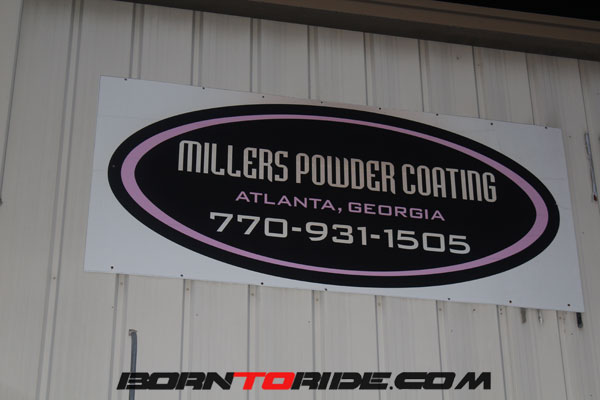 MILLERS POWDER COATING
ATLANTA, GEORGIA
770-931-1505
BORNTORIDE.COM